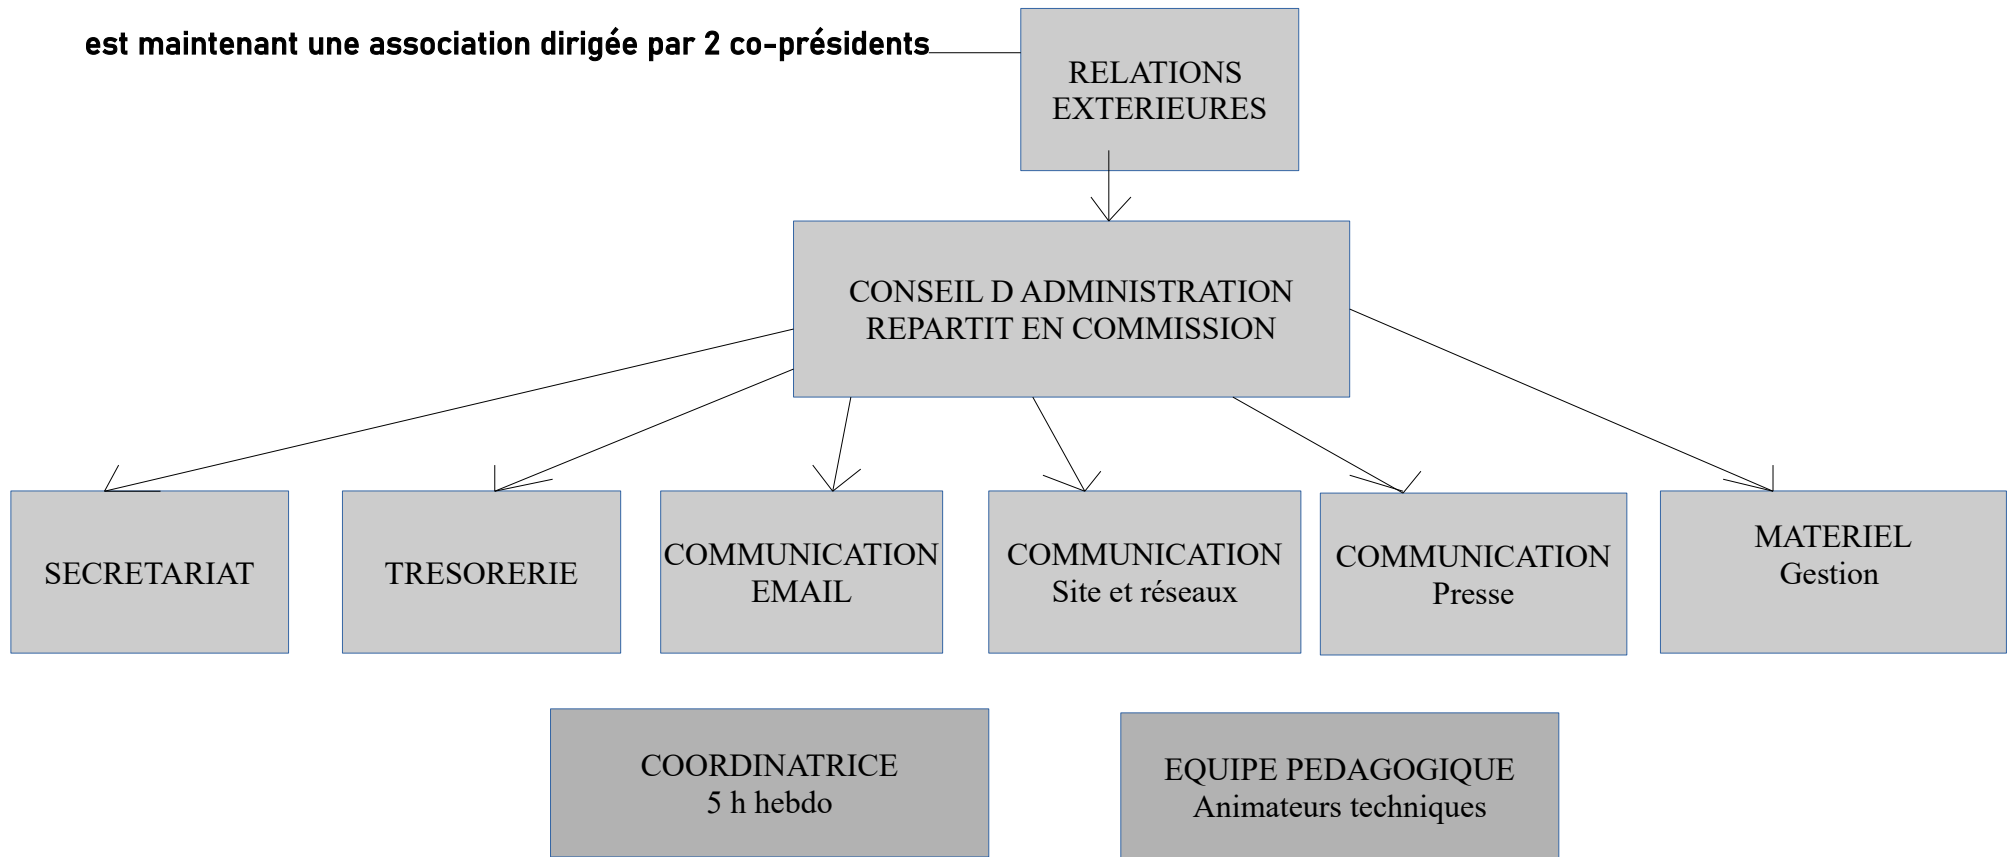 est maintenant une association dirigée par 2 co-présidents
RELATIONS
EXTERIEURES
CONSEIL D ADMINISTRATION
REPARTIT EN COMMISSION
SECRETARIAT
TRESORERIE
COMMUNICATION
EMAIL
COMMUNICATION
Site et réseaux
COMMUNICATION
Presse
MATERIEL
Gestion
COORDINATRICE
5 h hebdo
EQUIPE PEDAGOGIQUE
Animateurs techniques